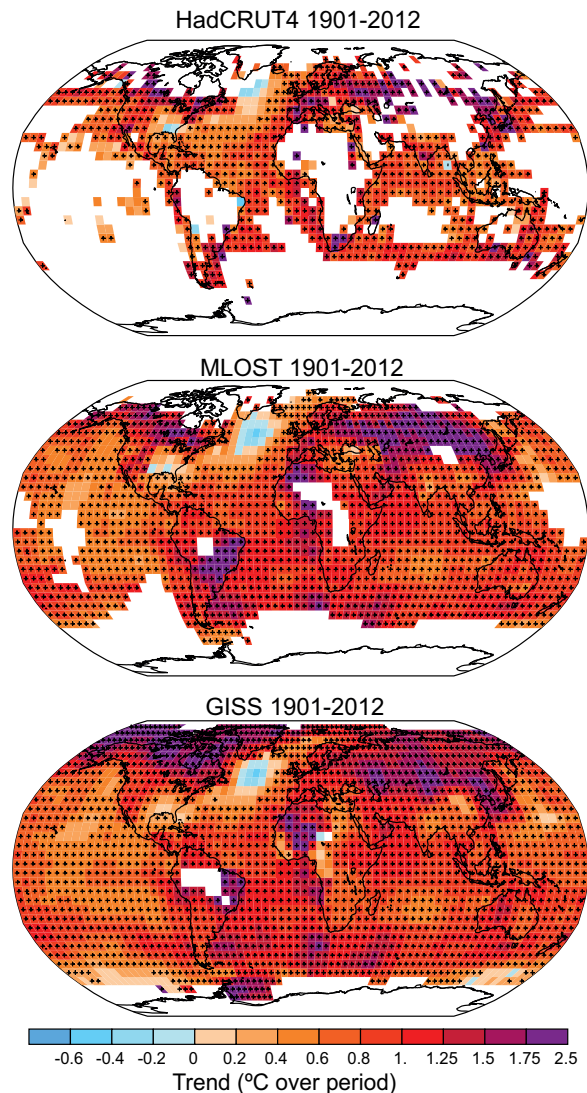 HadCRUT4 1901-2012
MLOST 1901-2012
GISS 1901-2012
-0.6 -0.4 -0.2 0 0.2 0.4 0.6 0.8 1. 1.25 1.5 1.75 2.5
Trend (ºC over period)